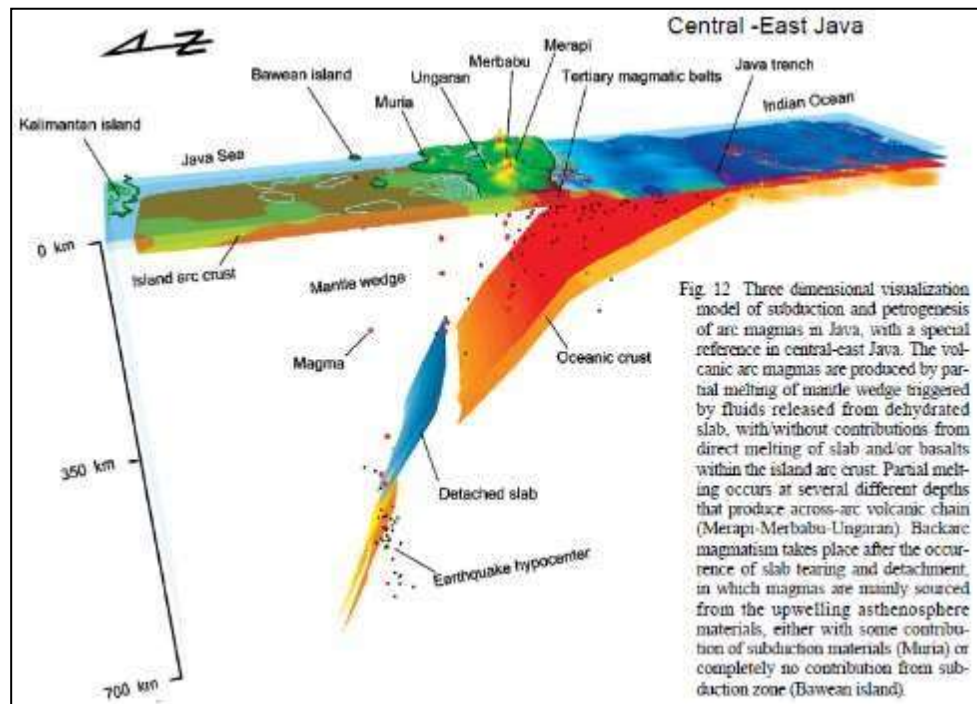 Central -East Java
Z
Bawean island
Ungaran
Merbabu
Merapi
Tertiary magmatic belts
Java trench
Muria
Indian Ocean
Kalimantan island
Java Sea
0 km
Island arc crust
Mantle wedge
Magma
Oceanic crust
350 km
Detached slab
Earthquake hypocenter
700 km
Fig. 12 Three dimensional visualization
model of subduction and petrogenesis
of arc magmas in Java, with a special
reference in central-east Java. The vol-
canic arc magmas are produced by par-
tial melting of mantle wedge triggered
by fluids released from dehydrated
slab, with/without contributions from
direct melting of slab and/or basalts
within the island arc crust. Partial melt-
ing occurs at several different depths
that produce across-arc volcanic chain
(Merapi-Merbabu-Ungaran). Backarc
magmatism takes place after the occur-
rence of slab tearing and detachment,
in which magmas are mainly sourced
from the upwelling asthenosphere
materials, either with some contribu-
tion of subduction materials (Muria) or
completely no contribution from sub-
duction zone (Bawean island).